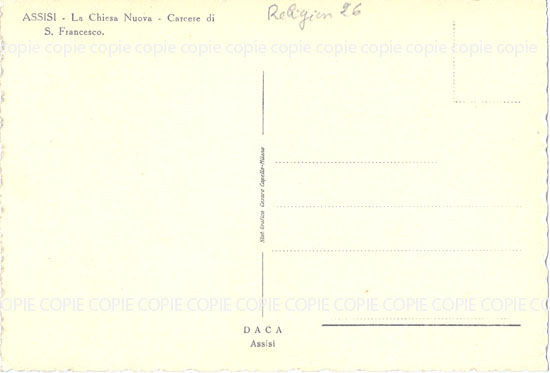 ASSISI - La Chiesa Nuova - Carcere di
S. Francesco.
Religion 26
COPIE COPIE COPIE COPIE COPIE COPIE COPIE COPIE COPIE COPIE COPIE COPIE
Stab. Grafico Cesare Capello-Milano
COPIE COPIE COPIE COPIE COPIE COPIE COPIE COPIE COPIE COPIE COPIE COPIE
DACA
Assisi